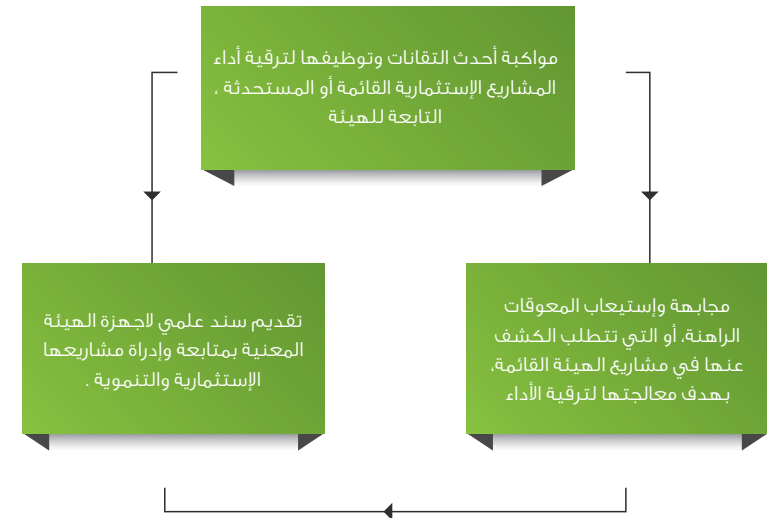 مواكبة أحدث التقانات وتوظيفها لترقية أداء
المشاريع الإستثمارية القائمة أو المستحدثة ،
التابعة للهيئة
مجابهة وإستيعاب المعوقات
الراهنة، أو التي تتطلب الكشف
عنها في مشاريع الهيئة القائمة،
بهدف معالجتها لترقية الأداء
تقديم سند علمي لاجهزة الهيئة
المعنية بمتابعة وإدراة مشاريعها
الإستثمارية والتنموية .